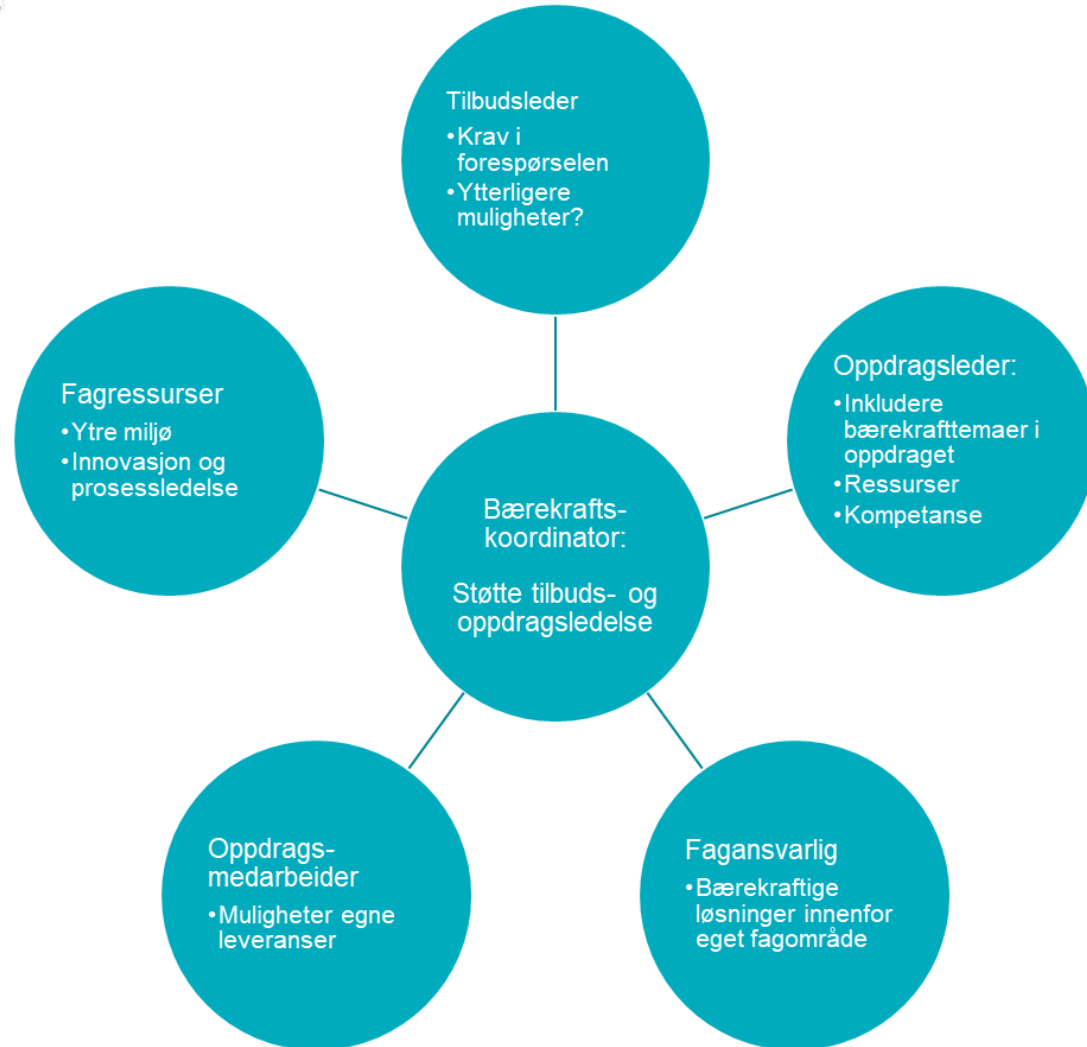 Tilbudsleder
•Krav i
forespørselen
•Ytterligere
muligheter?
Oppdragsleder:
•Inkludere
bærekrafttemaer i
oppdraget
•Ressurser
•Kompetanse
Fagressurser
•Ytre miljø
•Innovasjon og
prosessledelse
Bærekrafts-
koordinator:
Støtte tilbuds- og
oppdragsledelse
Oppdrags-
medarbeider
•Muligheter egne
leveranser
Fagansvarlig
•Bærekraftige
løsninger innenfor
eget fagområde